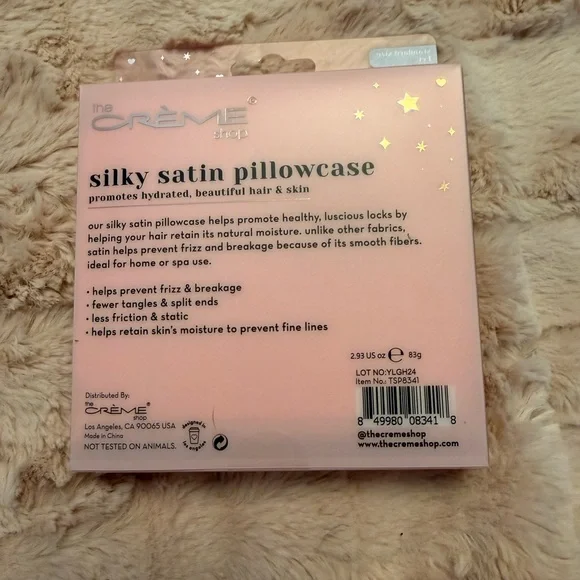 the
CRÈME®
shop
silky satin pillowcase
promotes hydrated, beautiful hair & skin
our silky satin pillowcase helps promote healthy, luscious locks by
helping your hair retain its natural moisture. unlike other fabrics,
satin helps prevent frizz and breakage because of its smooth fibers.
ideal for home or spa use.
• helps prevent frizz & breakage
• fewer tangles & split ends
• less friction & static
• helps retain skin's moisture to prevent fine lines
2.93 US oz ℮ 83g
LOT NO:YLGH24
Item No.: TSP8341
8 49980 08341 8
@thecremeshop
www.thecremeshop.com
Distributed By:
the
CRÈME®
shop
Los Angeles, CA 90065 USA
Made in China
NOT TESTED ON ANIMALS.
designed in
los angeles